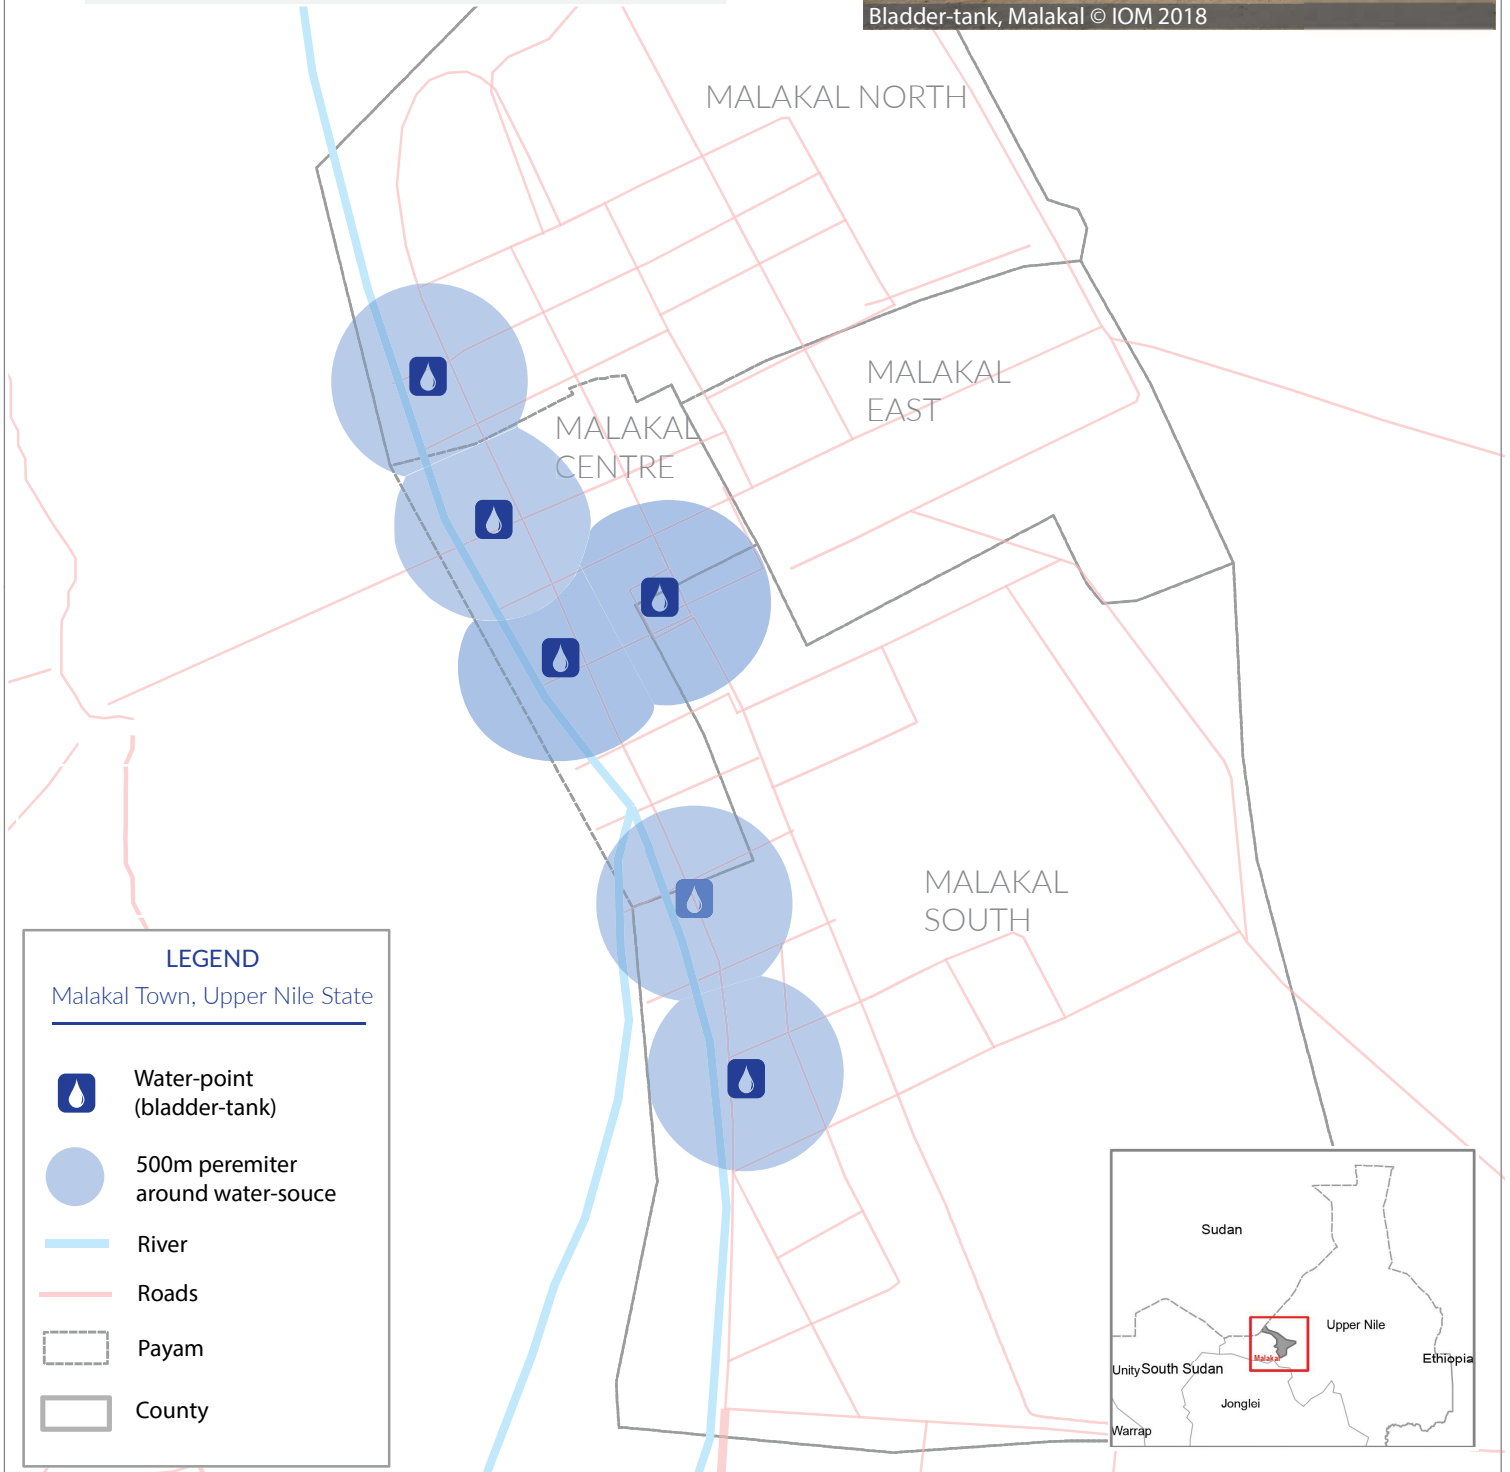 Bladder-tank, Malakal © IOM 2018
MALAKAL NORTH
MALAKAL
EAST
MALAKAL
CENTRE
MALAKAL
SOUTH
LEGEND
Malakal Town, Upper Nile State
Water-point
(bladder-tank)
500m peremiter
around water-souce
River
Roads
Payam
County
Sudan
Upper Nile
Malakal
Ethiopia
Unity
South Sudan
Jonglei
Warrap